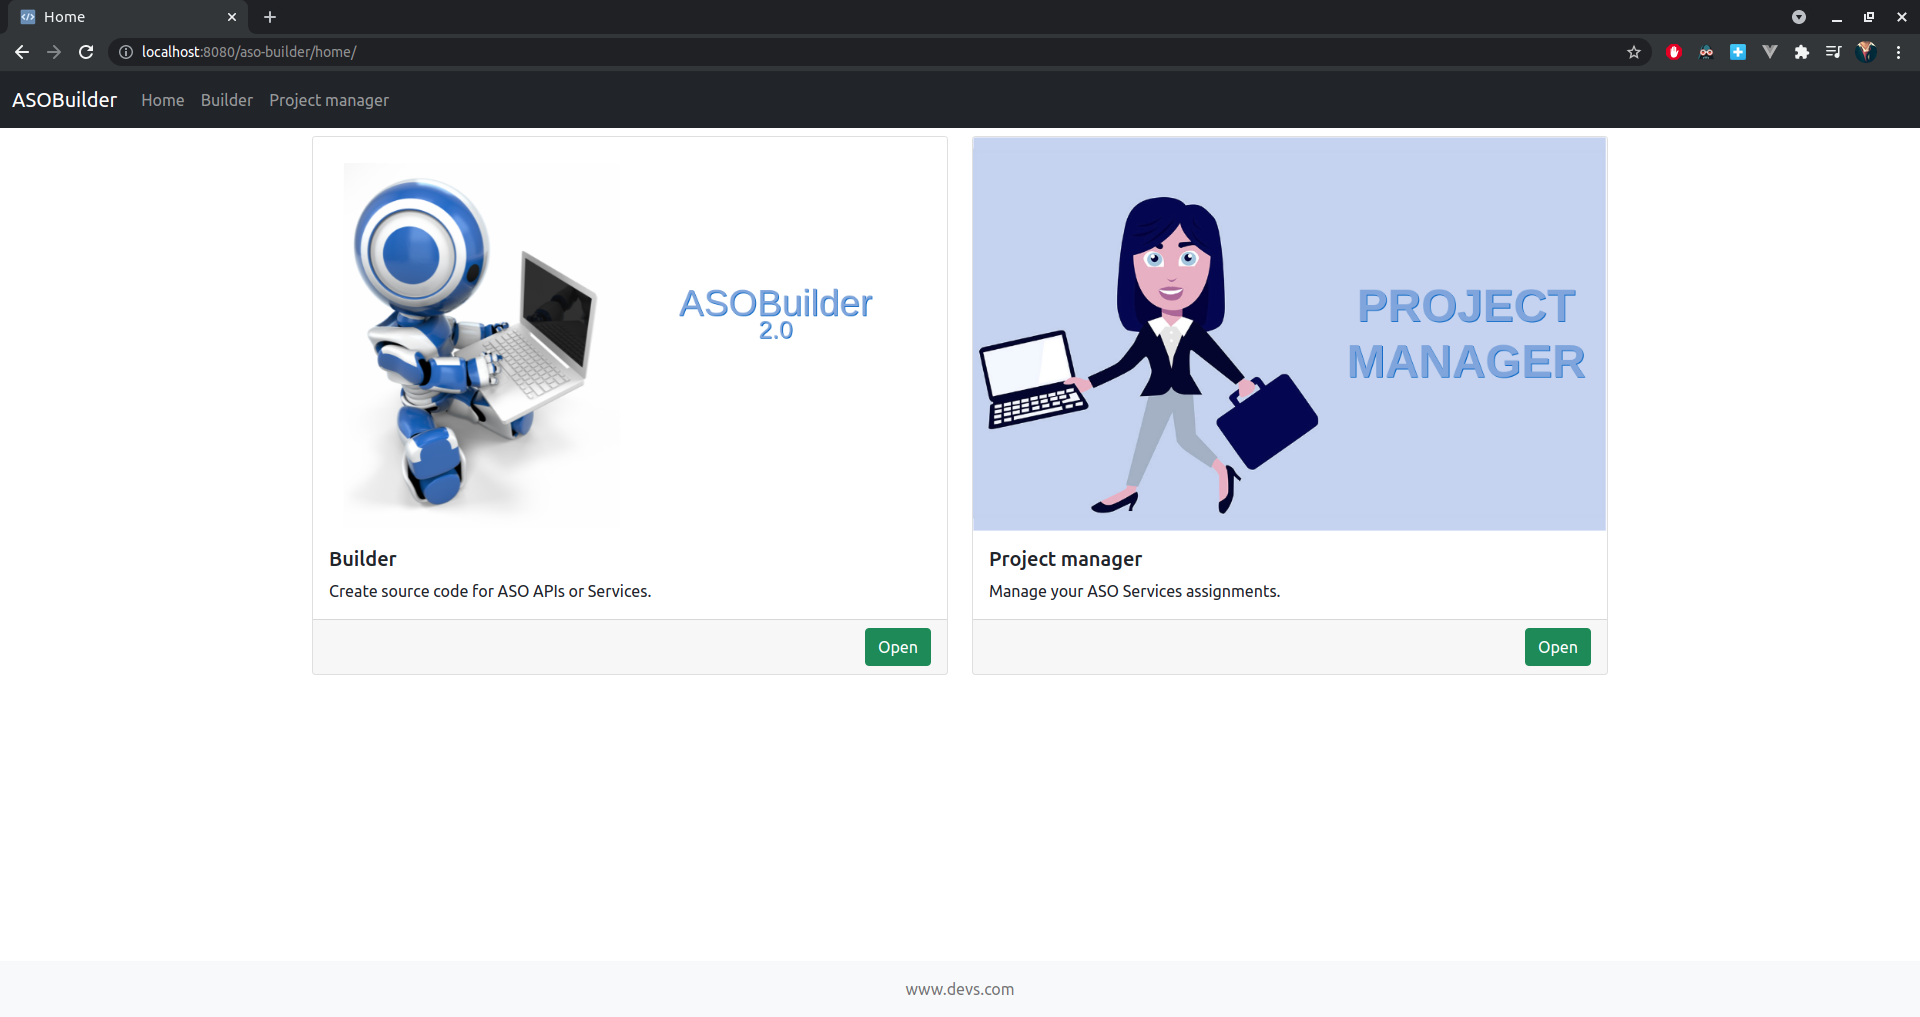 Home
localhost:8080/aso-builder/home/
ASOBuilder Home Builder Project manager
ASOBuilder
2.0
PROJECT
MANAGER
Builder
Create source code for ASO APIs or Services.
Open
Project manager
Manage your ASO Services assignments.
Open
www.devs.com